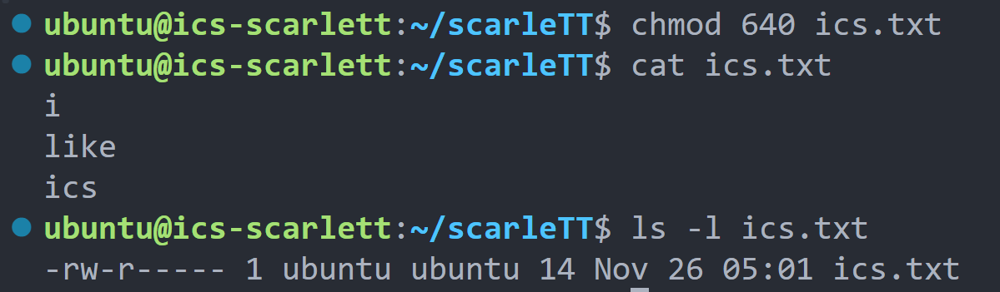 ubuntu@ics-scarlett:~/scarleTT$ chmod 640 ics.txt
ubuntu@ics-scarlett:~/scarleTT$ cat ics.txt
i
like
ics
ubuntu@ics-scarlett:~/scarleTT$ ls -l ics.txt
-rw-r----- 1 ubuntu ubuntu 14 Nov 26 05:01 ics.txt